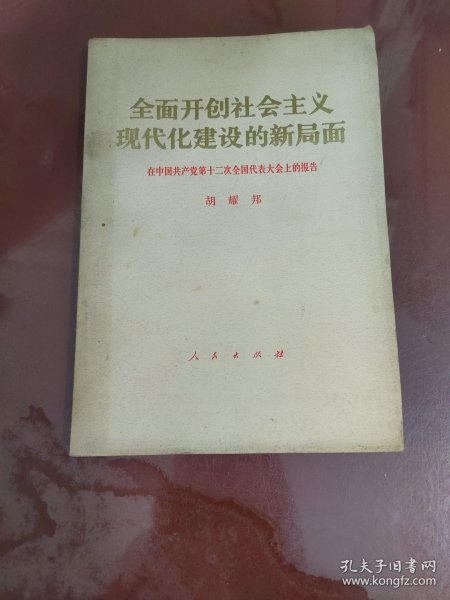 全面开创社会主义
现代化建设的新局面
在中国共产党第十二次全国代表大会上的报告
胡耀邦
人民出版社
孔夫子旧书网
www.kongfz.com